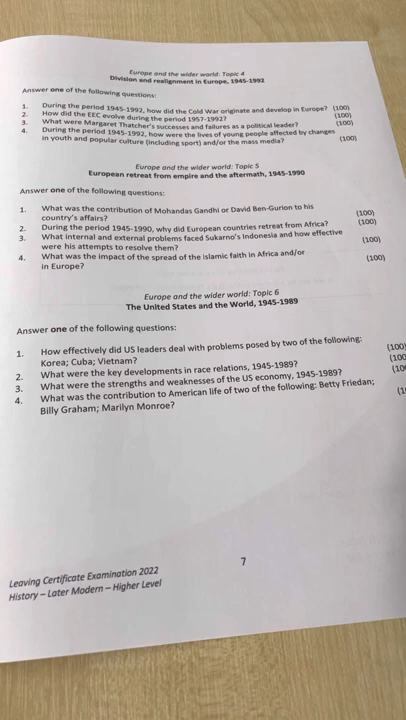 Europe and the wider world: Topic 4
Division and realignment in Europe, 1945-1992
Answer one of the following questions:
1. During the period 1945-1992, how did the Cold War originate and develop in Europe? (100)
2. How did the EEC evolve during the period 1957-1992? (100)
3. What were Margaret Thatcher's successes and failures as a political leader? (100)
4. During the period 1945-1992, how were the lives of young people affected by changes
in youth and popular culture (including sport) and/or the mass media? (100)
Europe and the wider world: Topic 5
European retreat from empire and the aftermath, 1945-1990
Answer one of the following questions:
1. What was the contribution of Mohandas Gandhi or David Ben-Gurion to his
country's affairs? (100)
2. During the period 1945-1990, why did European countries retreat from Africa? (100)
3. What internal and external problems faced Sukarno's Indonesia and how effective
were his attempts to resolve them? (100)
4. What was the impact of the spread of the Islamic faith in Africa and/or
in Europe? (100)
Europe and the wider world: Topic 6
The United States and the World, 1945-1989
Answer one of the following questions:
1. How effectively did US leaders deal with problems posed by two of the following:
Korea; Cuba; Vietnam? (100)
2. What were the key developments in race relations, 1945-1989? (100
3. What were the strengths and weaknesses of the US economy, 1945-1989? (10
4. What was the contribution to American life of two of the following: Betty Friedan;
Billy Graham; Marilyn Monroe? (1
7
Leaving Certificate Examination 2022
History – Later Modern – Higher Level